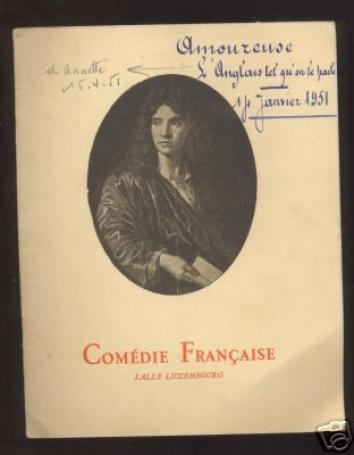 Amoureuse
L'Anglais tel qu'on le parle
Janvier 1951
Annette
COMÉDIE FRANÇAISE
SALLE LUXEMBOURG